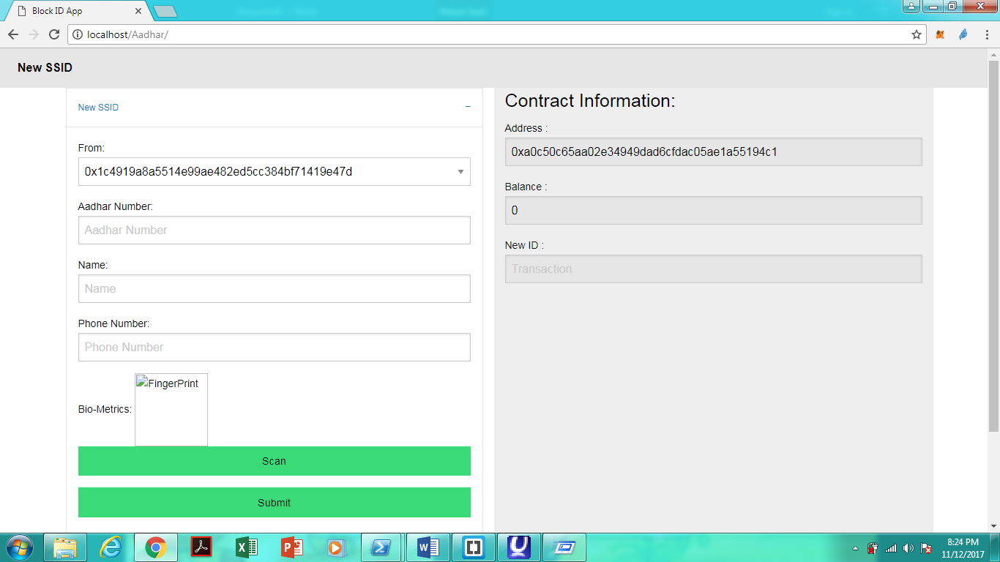 Block ID App
localhost/Aadhar/
New SSID
New SSID
From:
0x1c4919a8a5514e99ae482ed5cc384bf71419e47d
Aadhar Number:
Aadhar Number
Name:
Name
Phone Number:
Phone Number
Bio-Metrics:
FingerPrint
Scan
Submit
Contract Information:
Address :
0xa0c50c65aa02e34949dad6cfdac05ae1a55194c1
Balance :
0
New ID :
Transaction
8:24 PM
11/12/2017